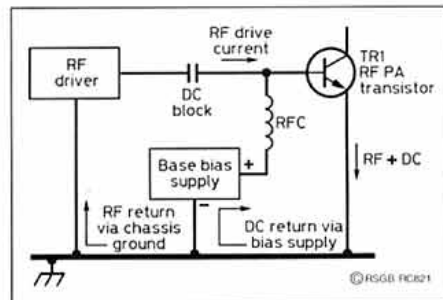 RF drive
current
RF
driver
DC
block
TR1
RF PA
transistor
RFC
Base bias
supply
+
−
RF + DC
RF return
via chassis
ground
DC return via
bias supply
© RSGB RC821